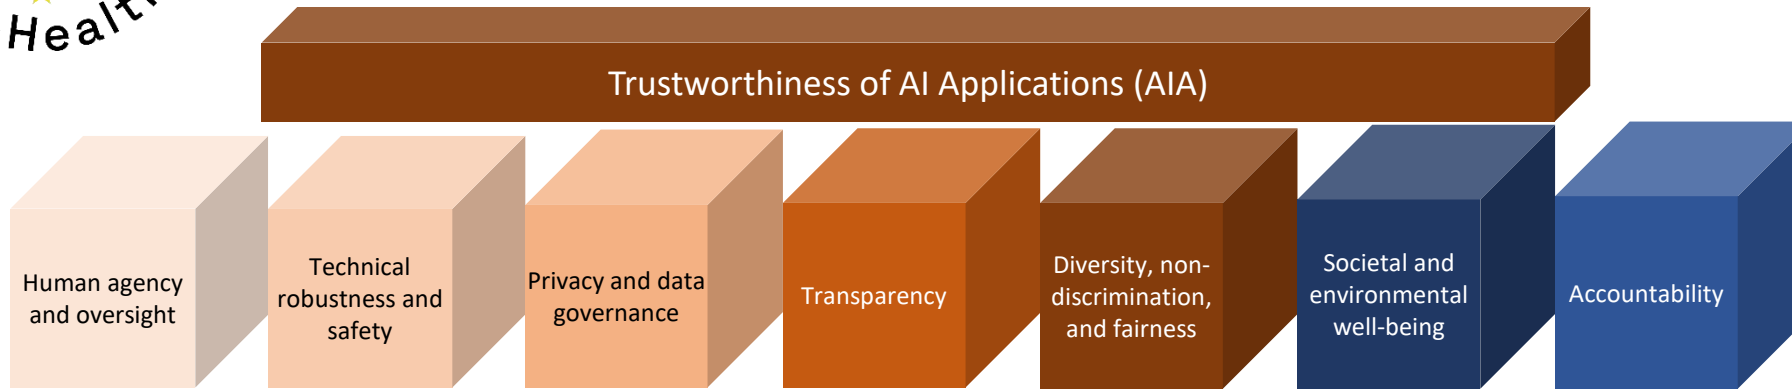 Trustworthiness of AI Applications (AIA)
Human agency
and oversight
Technical
robustness and
safety
Privacy and data
governance
Transparency
Diversity, non-
discrimination,
and fairness
Societal and
environmental
well-being
Accountability